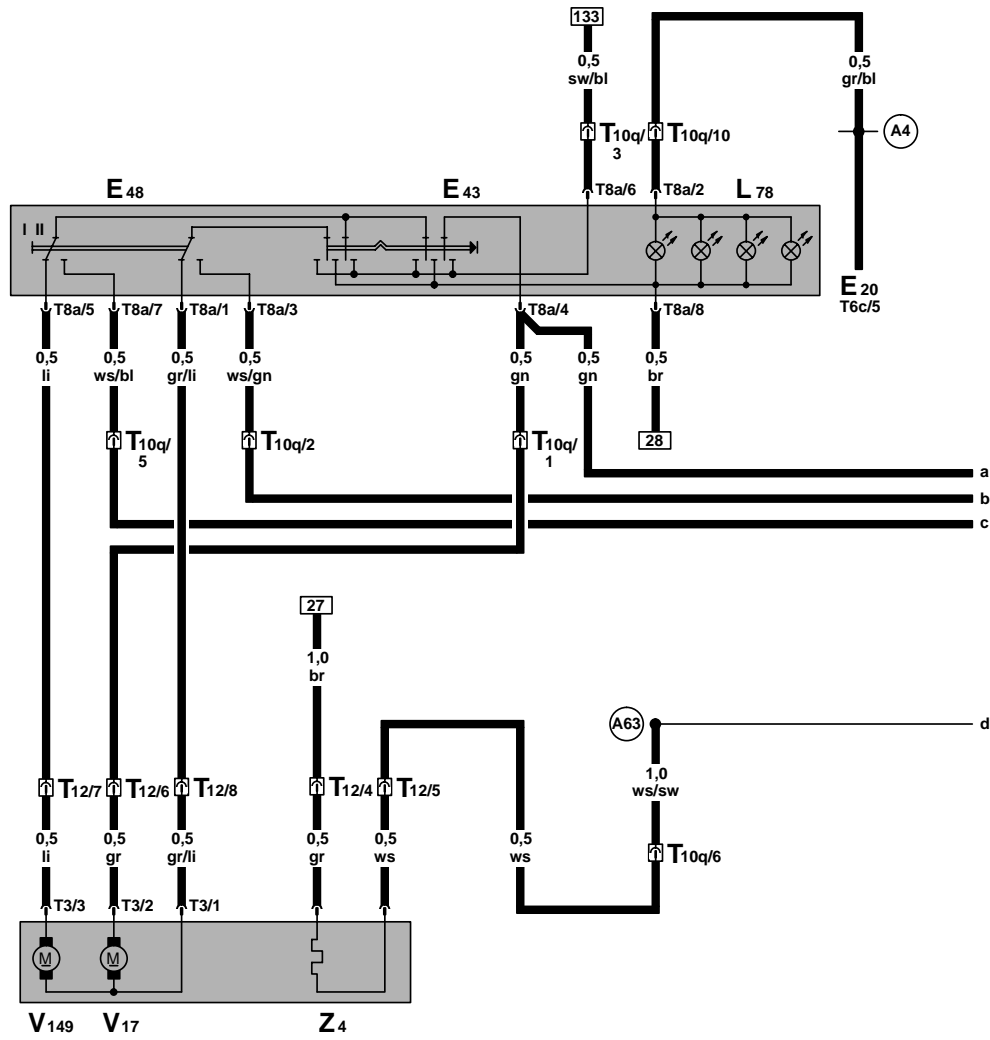 133
0,5
sw/bl
0,5
gr/bl
T10q/
3
T10q/10
A4
E48
E43
T8a/6
T8a/2
L78
I II
E20
T6c/5
T8a/5
T8a/7
T8a/1
T8a/3
T8a/4
T8a/8
0,5
li
0,5
ws/bl
0,5
gr/li
0,5
ws/gn
0,5
gn
0,5
gn
0,5
br
T10q/
5
T10q/2
T10q/
1
28
a
b
c
27
1,0
br
A63
d
1,0
ws/sw
T12/7
T12/6
T12/8
T12/4
T12/5
0,5
li
0,5
gr
0,5
gr/li
0,5
gr
0,5
ws
0,5
ws
T10q/6
T3/3
T3/2
T3/1
M
M
V149
V17
Z4